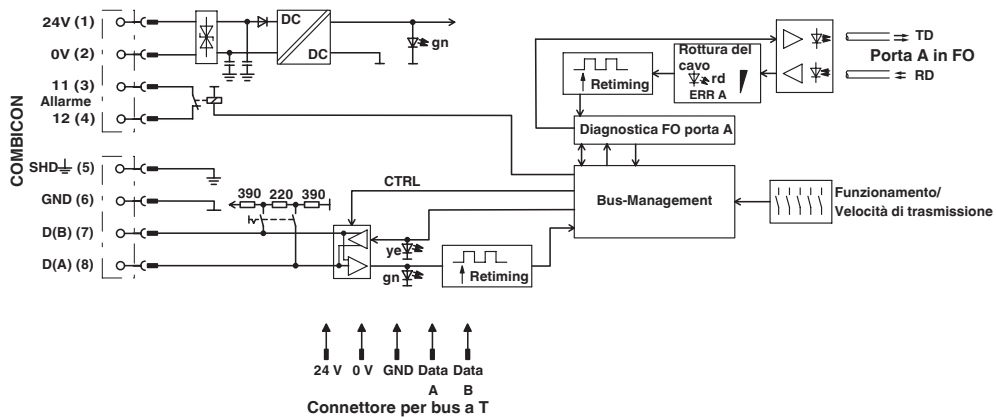 COMBICON
24V (1)
0V (2)
11 (3)
Allarme
12 (4)
DC
DC
gn
Retiming
Rottura del
cavo
rd
ERR A
TD
Porta A in FO
RD
Diagnostica FO porta A
SHD (5)
GND (6)
D(B) (7)
D(A) (8)
390 220 390
CTRL
ye
gn
Retiming
Bus-Management
Funzionamento/
Velocità di trasmissione
24 V 0 V GND Data Data
A B
Connettore per bus a T